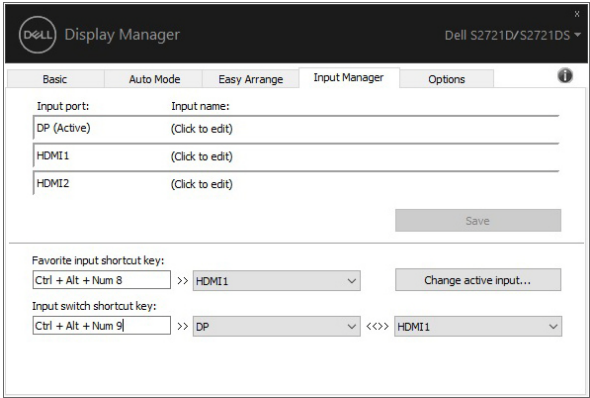 x
DELL Display Manager Dell S2721D/S2721DS
Basic Auto Mode Easy Arrange Input Manager Options i
Input port: Input name:
DP (Active) (Click to edit)
HDMI1 (Click to edit)
HDMI2 (Click to edit)
Save
Favorite input shortcut key:
Ctrl + Alt + Num 8 >> HDMI1 Change active input...
Input switch shortcut key:
Ctrl + Alt + Num 9 >> DP <<>> HDMI1